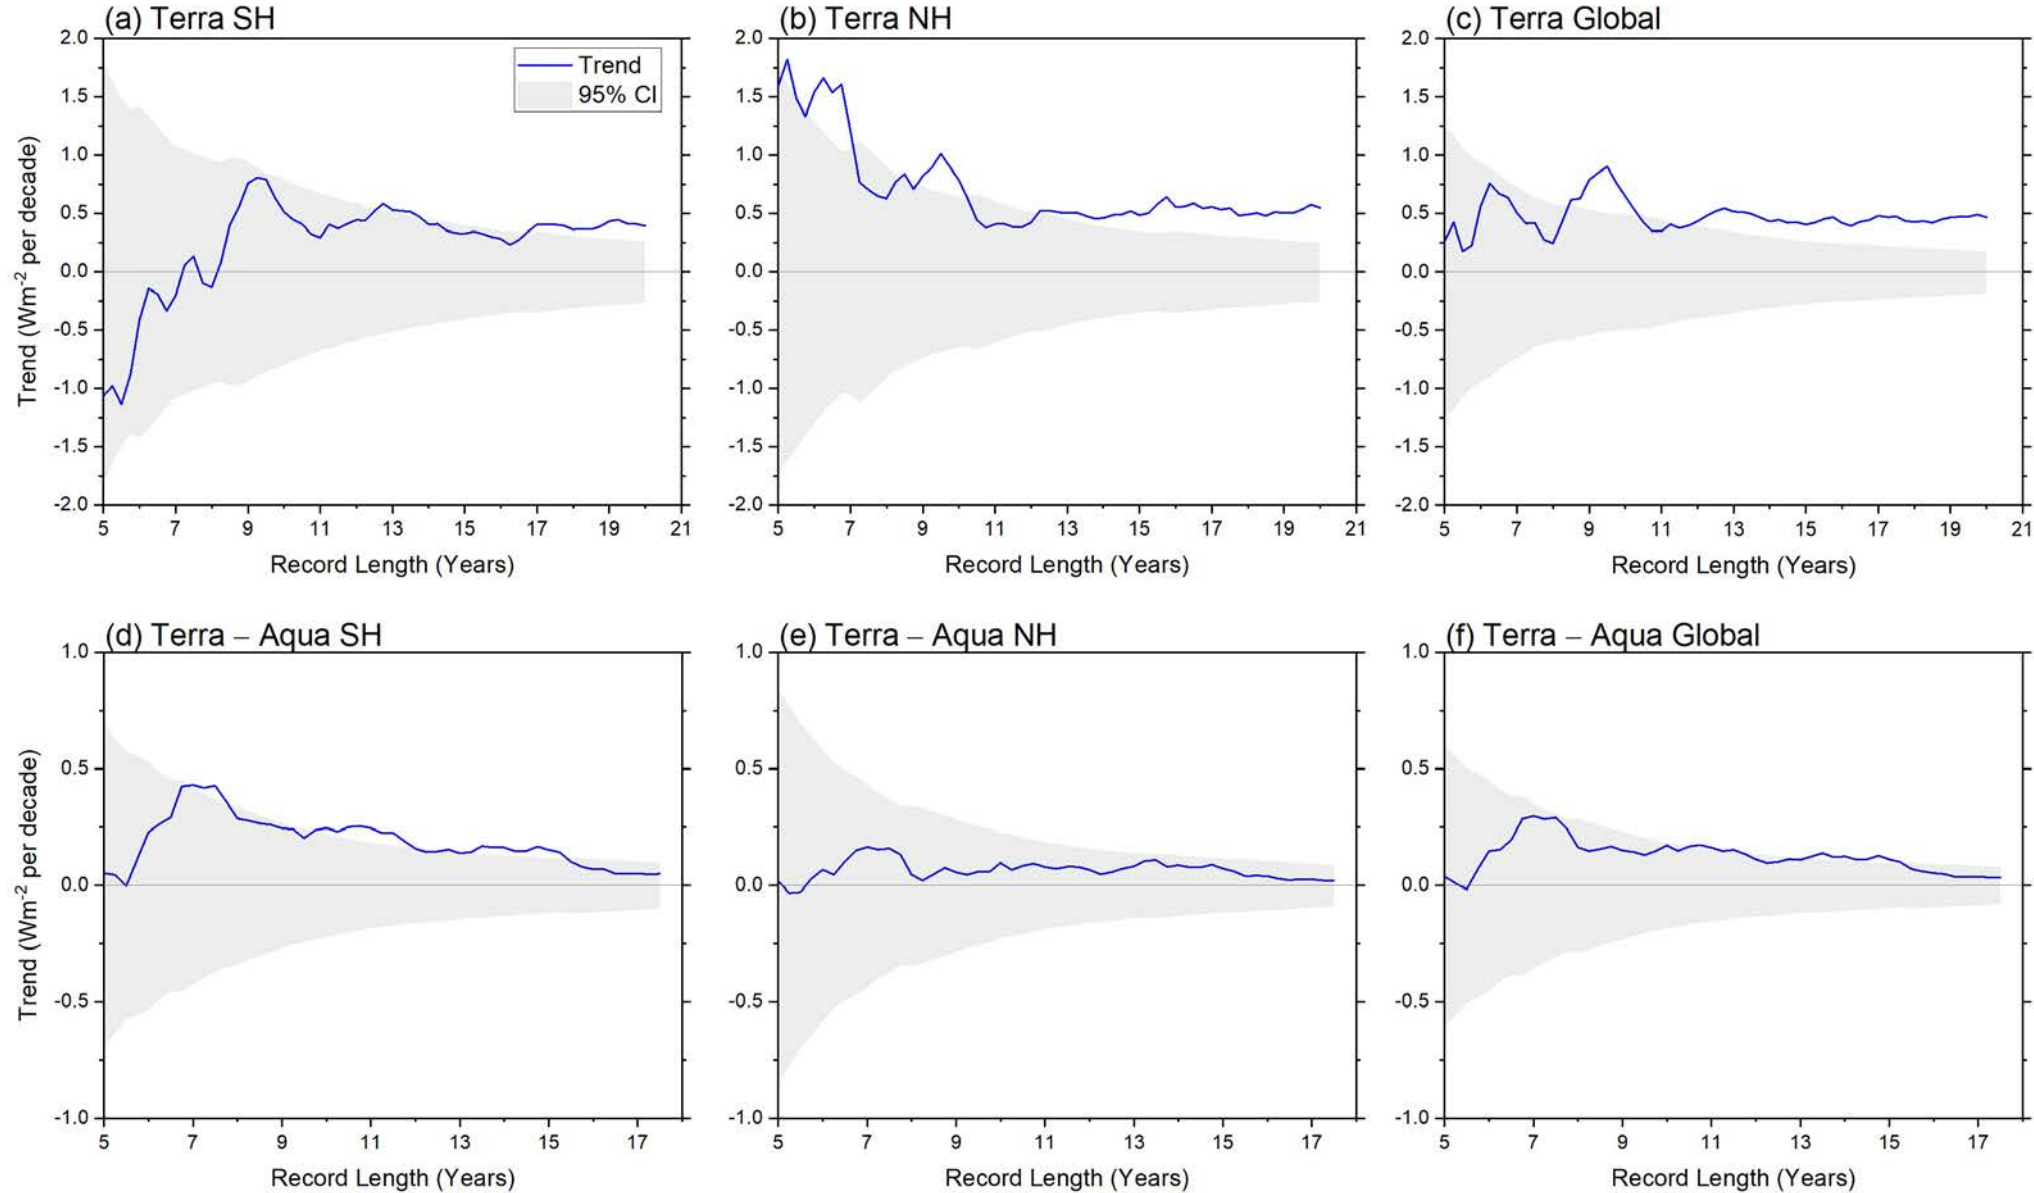 (a) Terra SH
(b) Terra NH
(c) Terra Global
Trend
95% CI
2.0
1.5
1.0
0.5
0.0
-0.5
-1.0
-1.5
-2.0
Trend (Wm-2 per decade)
5 7 9 11 13 15 17 19 21
Record Length (Years)
2.0
1.5
1.0
0.5
0.0
-0.5
-1.0
-1.5
-2.0
5 7 9 11 13 15 17 19 21
Record Length (Years)
2.0
1.5
1.0
0.5
0.0
-0.5
-1.0
-1.5
-2.0
5 7 9 11 13 15 17 19 21
Record Length (Years)
(d) Terra – Aqua SH
(e) Terra – Aqua NH
(f) Terra – Aqua Global
1.0
0.5
0.0
-0.5
-1.0
Trend (Wm-2 per decade)
5 7 9 11 13 15 17
Record Length (Years)
1.0
0.5
0.0
-0.5
-1.0
5 7 9 11 13 15 17
Record Length (Years)
1.0
0.5
0.0
-0.5
-1.0
5 7 9 11 13 15 17
Record Length (Years)